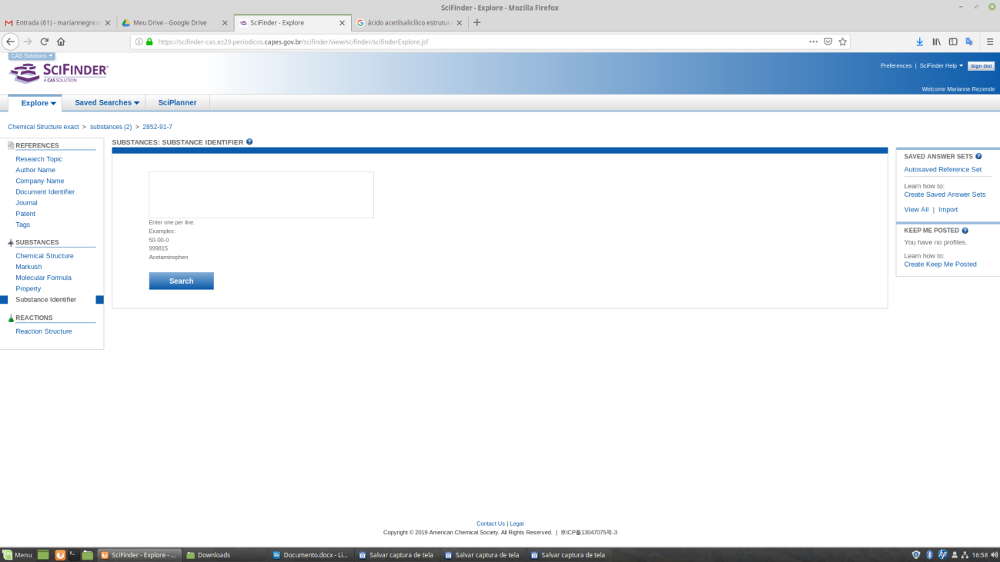 SciFinder - Explore - Mozilla Firefox
Entrada (61) - mariannegreze
Meu Drive - Google Drive
SciFinder - Explore
ácido acetilsalicílico estrutur
https://scifinder-cas.ez29.periodicos.capes.gov.br/scifinder/view/scifinder/scifinderExplore.jsf
CAS Solutions
SCIFINDER®
A CAS SOLUTION
Preferences | SciFinder Help Sign Out
Welcome Marianne Rezende
Explore Saved Searches SciPlanner
Chemical Structure exact > substances (2) > 2852-91-7
REFERENCES
Research Topic
Author Name
Company Name
Document Identifier
Journal
Patent
Tags
SUBSTANCES
Chemical Structure
Markush
Molecular Formula
Property
Substance Identifier
REACTIONS
Reaction Structure
SUBSTANCES: SUBSTANCE IDENTIFIER ?
Enter one per line.
Examples:
50-00-0
999815
Acetaminophen
Search
SAVED ANSWER SETS ?
Autosaved Reference Set
Learn how to:
Create Saved Answer Sets
View All | Import
KEEP ME POSTED ?
You have no profiles.
Learn how to:
Create Keep Me Posted
Contact Us | Legal
Copyright © 2019 American Chemical Society. All Rights Reserved. | 京ICP备13047075号-3
Menu
SciFinder - Explore - ...
Downloads
Documento.docx - Li...
Salvar captura de tela
Salvar captura de tela
Salvar captura de tela
hp
16:58